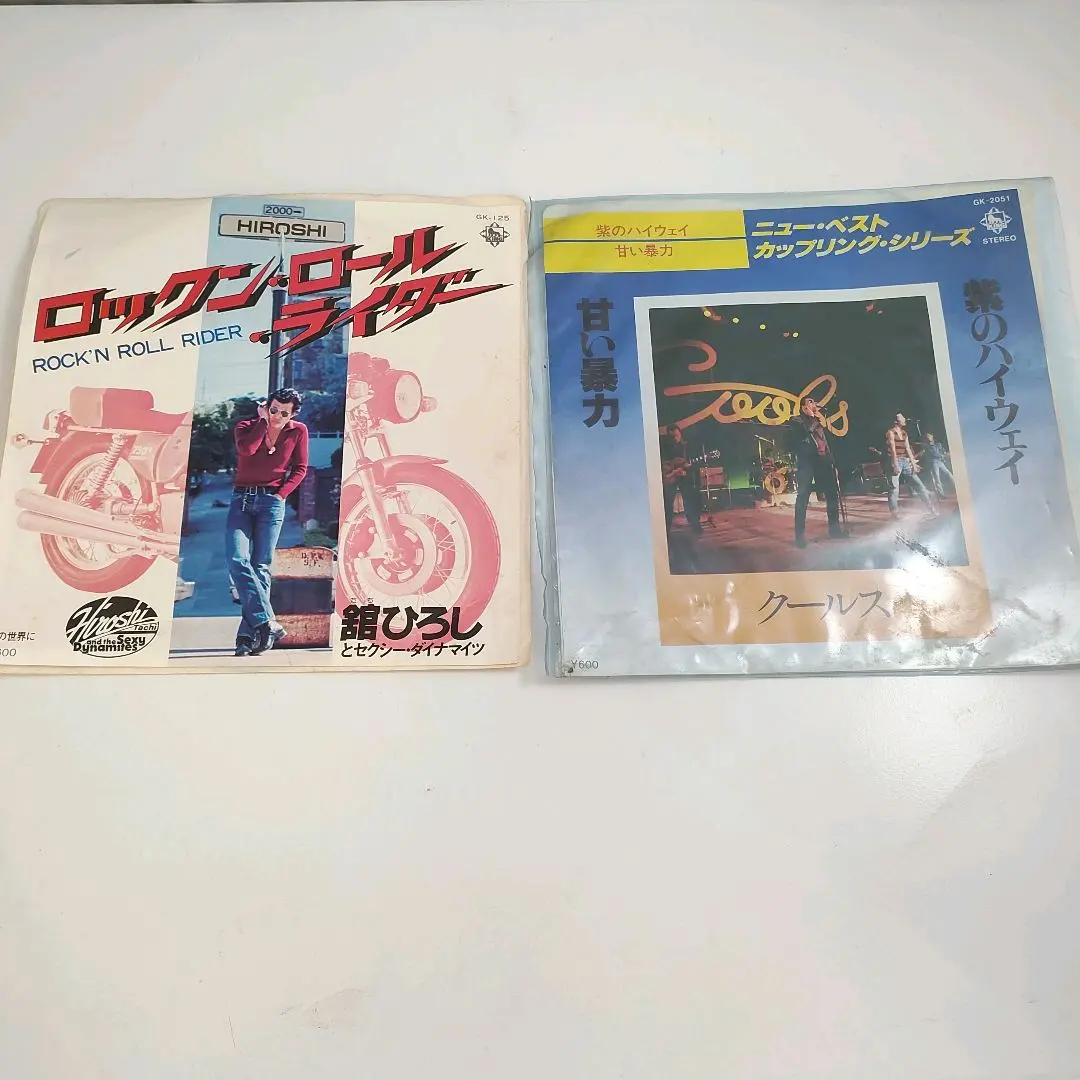 2000—
HIROSHI
GK-125
ロックン・ロール
・ライダー
ROCK'N ROLL RIDER
Hiroshi
Tachi
and the Sexy
Dynamites
の世界に
600
たち
舘ひろし
とセクシー・ダイナマイツ
GK-2051
STEREO
紫のハイウェイ
甘い暴力
ニュー・ベスト
カップリング・シリーズ
紫のハイウェイ
甘い暴力
Cools
クールス
¥600